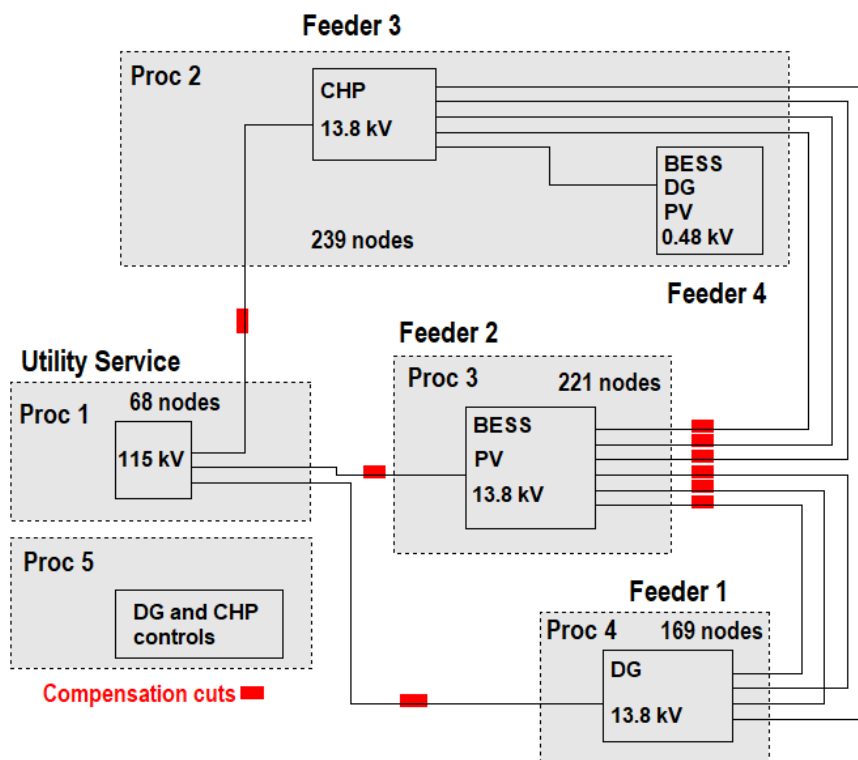 Feeder 3
Proc 2
CHP
13.8 kV
BESS
DG
PV
0.48 kV
239 nodes
Feeder 4
Feeder 2
Utility Service
Proc 3
221 nodes
68 nodes
Proc 1
BESS
115 kV
PV
13.8 kV
Proc 5
Feeder 1
DG and CHP
controls
Proc 4
169 nodes
DG
Compensation cuts
13.8 kV